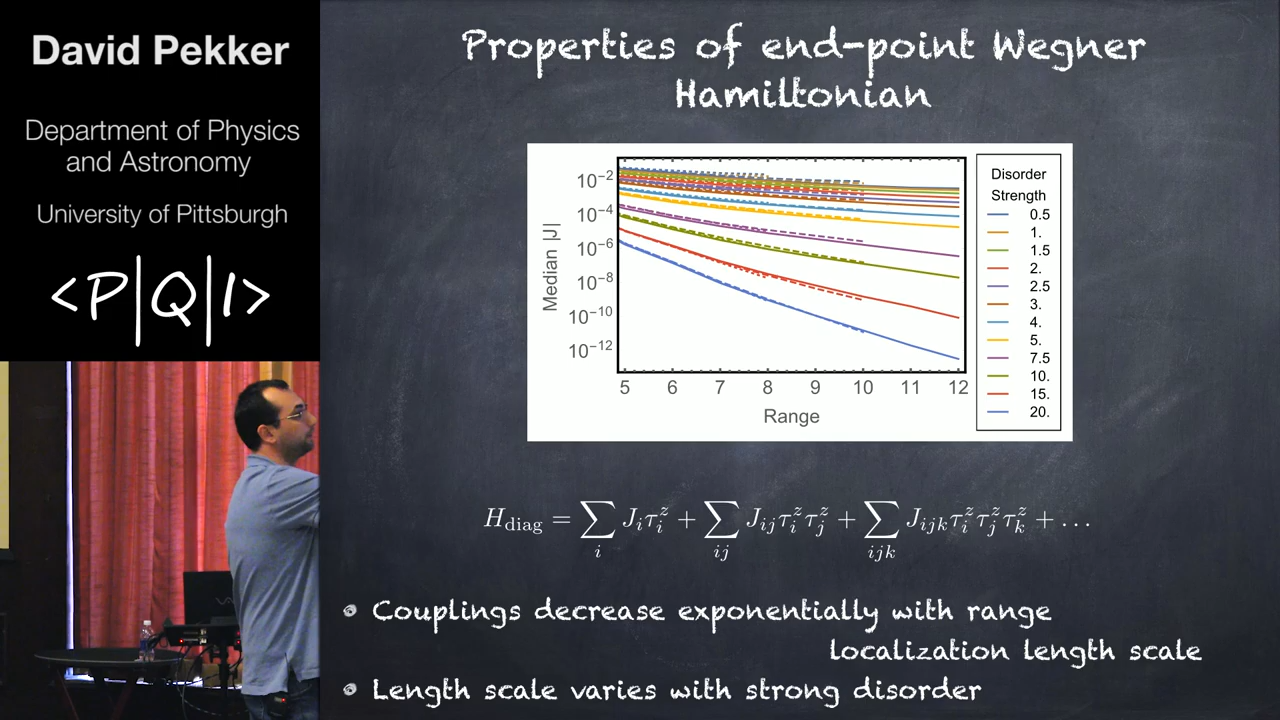 David Pekker
Department of Physics
and Astronomy
University of Pittsburgh
<P|Q|I>
Properties of end-point Wegner
Hamiltonian
Median |J|
10⁻²
10⁻⁴
10⁻⁶
10⁻⁸
10⁻¹⁰
10⁻¹²
5 6 7 8 9 10 11 12
Range
Disorder
Strength
0.5
1.
1.5
2.
2.5
3.
4.
5.
7.5
10.
15.
20.
H_diag = ∑_i J_i τ_i^z + ∑_ij J_ij τ_i^z τ_j^z + ∑_ijk J_ijk τ_i^z τ_j^z τ_k^z + ...
Couplings decrease exponentially with range
localization length scale
Length scale varies with strong disorder